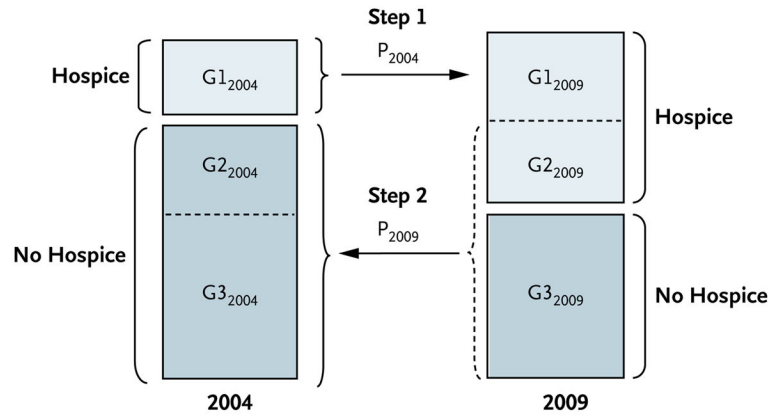 Step 1
P2004
Hospice
G12004
G12009
Hospice
G22004
G22009
Step 2
P2009
No Hospice
G32004
G32009
No Hospice
2004
2009